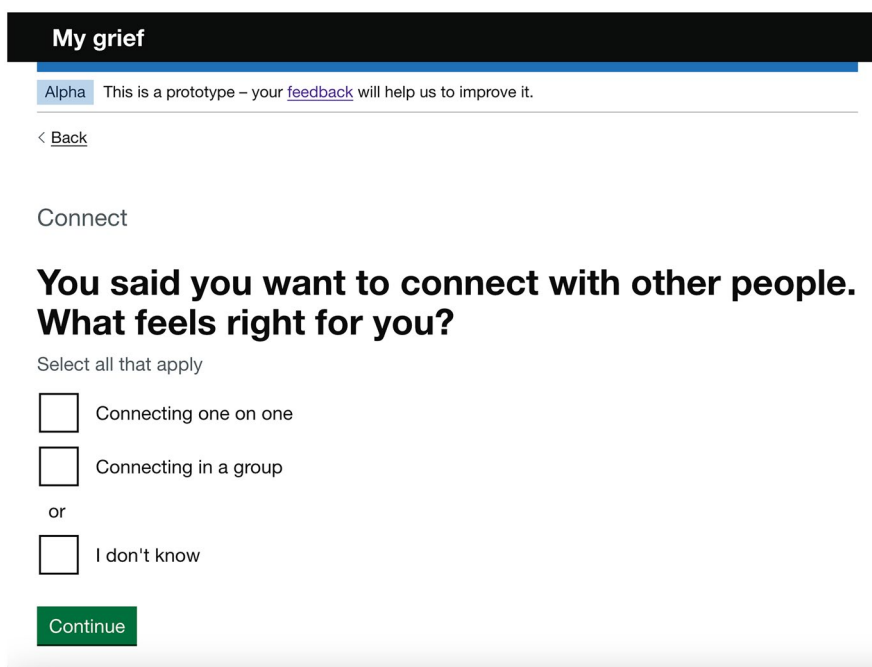 My grief
Alpha This is a prototype – your feedback will help us to improve it.
Back
Connect
You said you want to connect with other people.
What feels right for you?
Select all that apply
Connecting one on one
Connecting in a group
or
I don't know
Continue